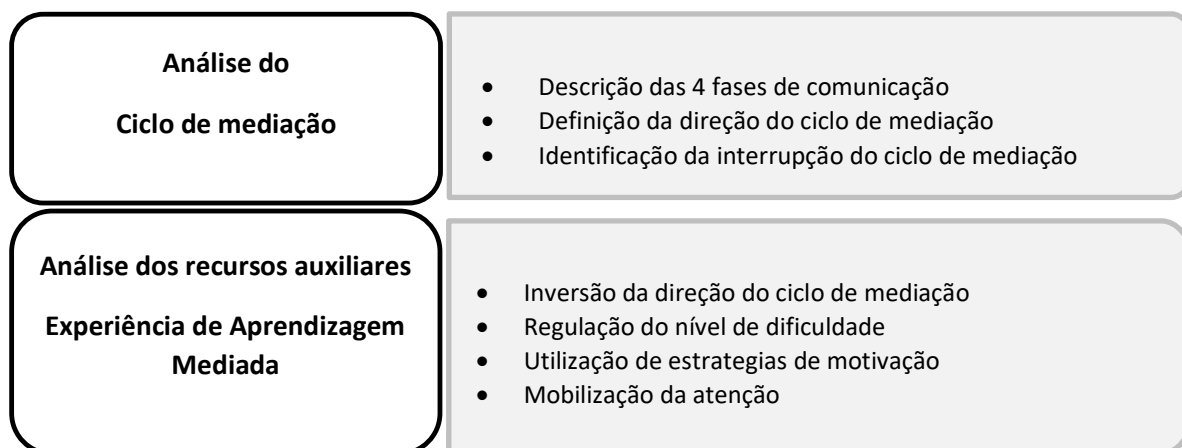 Análise do
Ciclo de mediação
• Descrição das 4 fases de comunicação
• Definição da direção do ciclo de mediação
• Identificação da interrupção do ciclo de mediação
Análise dos recursos auxiliares
Experiência de Aprendizagem
Mediada
• Inversão da direção do ciclo de mediação
• Regulação do nível de dificuldade
• Utilização de estrategias de motivação
• Mobilização da atenção